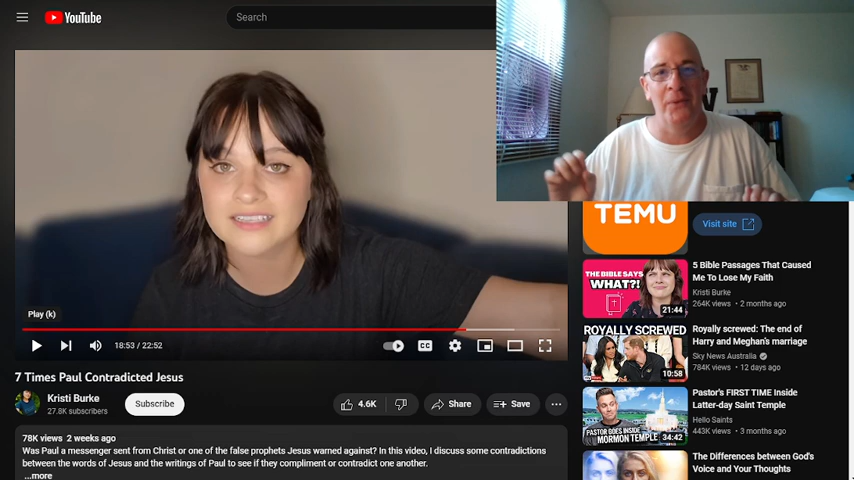 YouTube
Search
Play (k)
18:53 / 22:52
CC
7 Times Paul Contradicted Jesus
Kristi Burke
27.8K subscribers
Subscribe
4.6K
Share
Save
78K views 2 weeks ago
Was Paul a messenger sent from Christ or one of the false prophets Jesus warned against? In this video, I discuss some contradictions
between the words of Jesus and the writings of Paul to see if they compliment or contradict one another.
...more
TEMU
Visit site
THE BIBLE SAYS
WHAT?!
21:44
5 Bible Passages That Caused
Me To Lose My Faith
Kristi Burke
264K views • 2 months ago
ROYALLY SCREWED
10:58
Royally screwed: The end of
Harry and Meghan's marriage
Sky News Australia
784K views • 12 days ago
PASTOR GOES INSIDE
MORMON TEMPLE
34:42
Pastor's FIRST TIME Inside
Latter-day Saint Temple
Hello Saints
443K views • 3 months ago
The Differences between God's
Voice and Your Thoughts